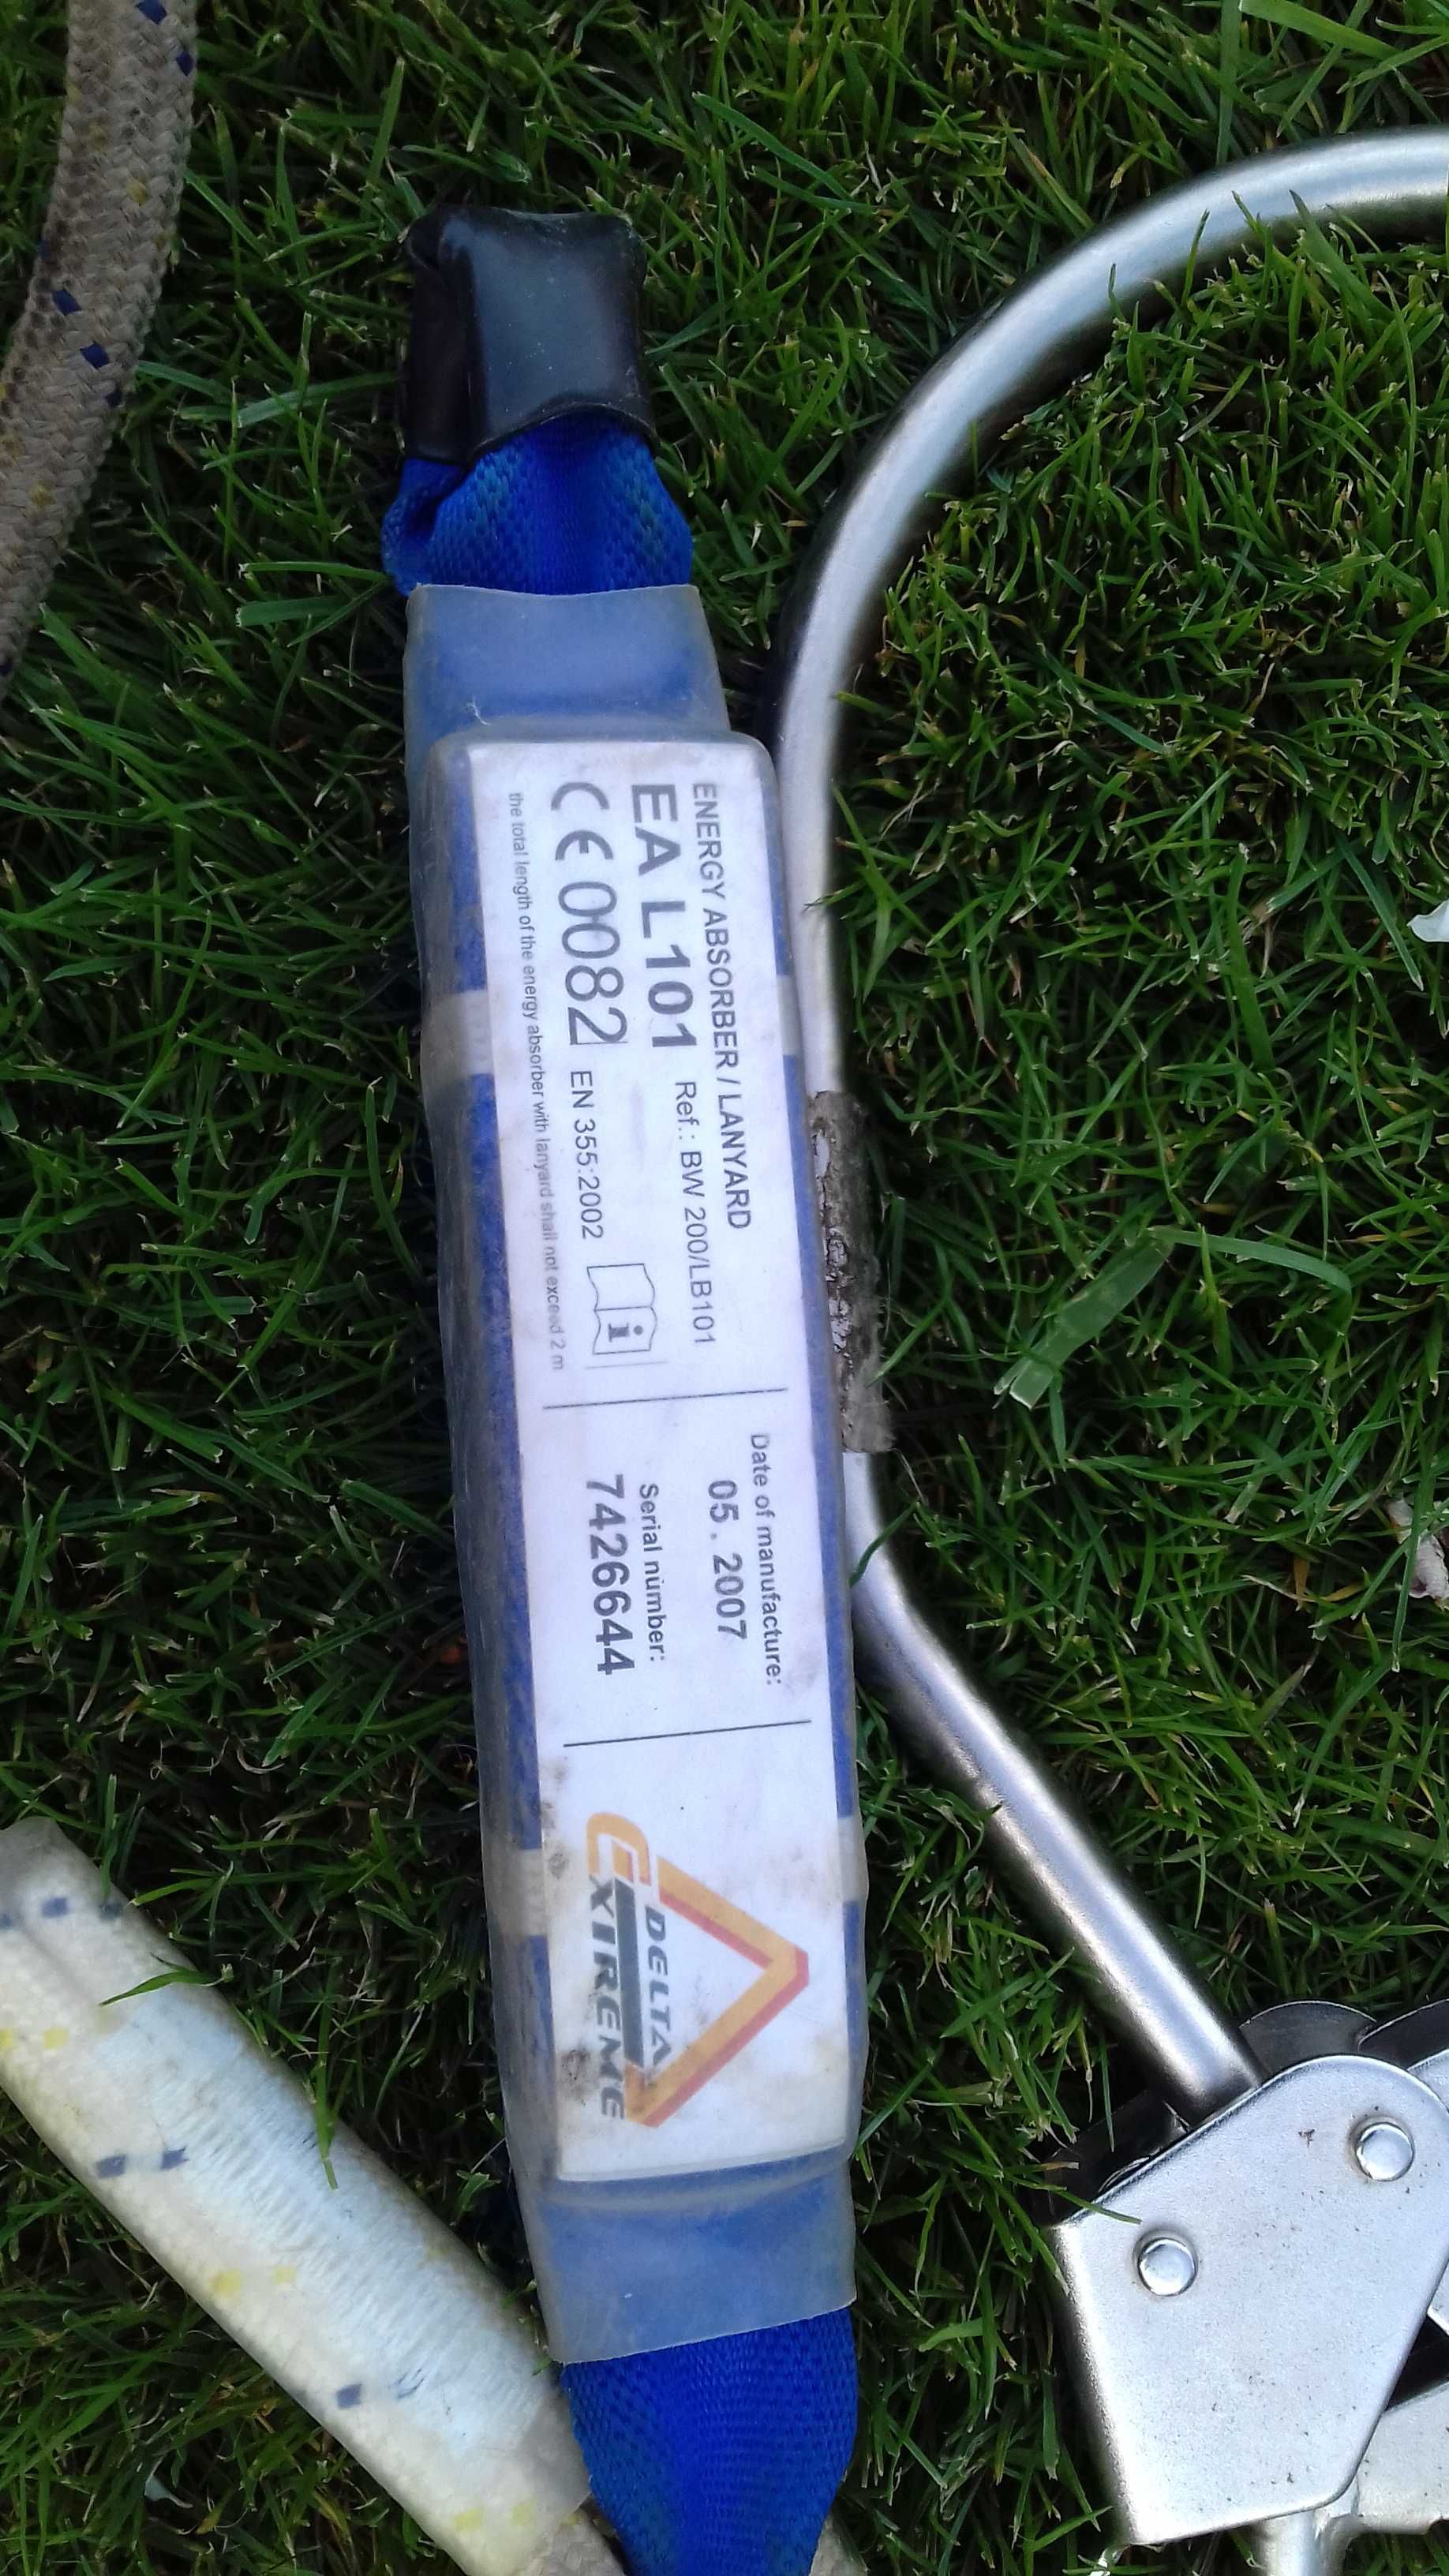 ENERGY ABSORBER / LANYARD
EA L101 Ref.: BW 200/LB101
CE 0082 EN 355:2002
i
the total length of the energy absorber with lanyard shall not exceed 2 m
Date of manufacture:
05. 2007
Serial number:
7426644
DELTA
EXTREME